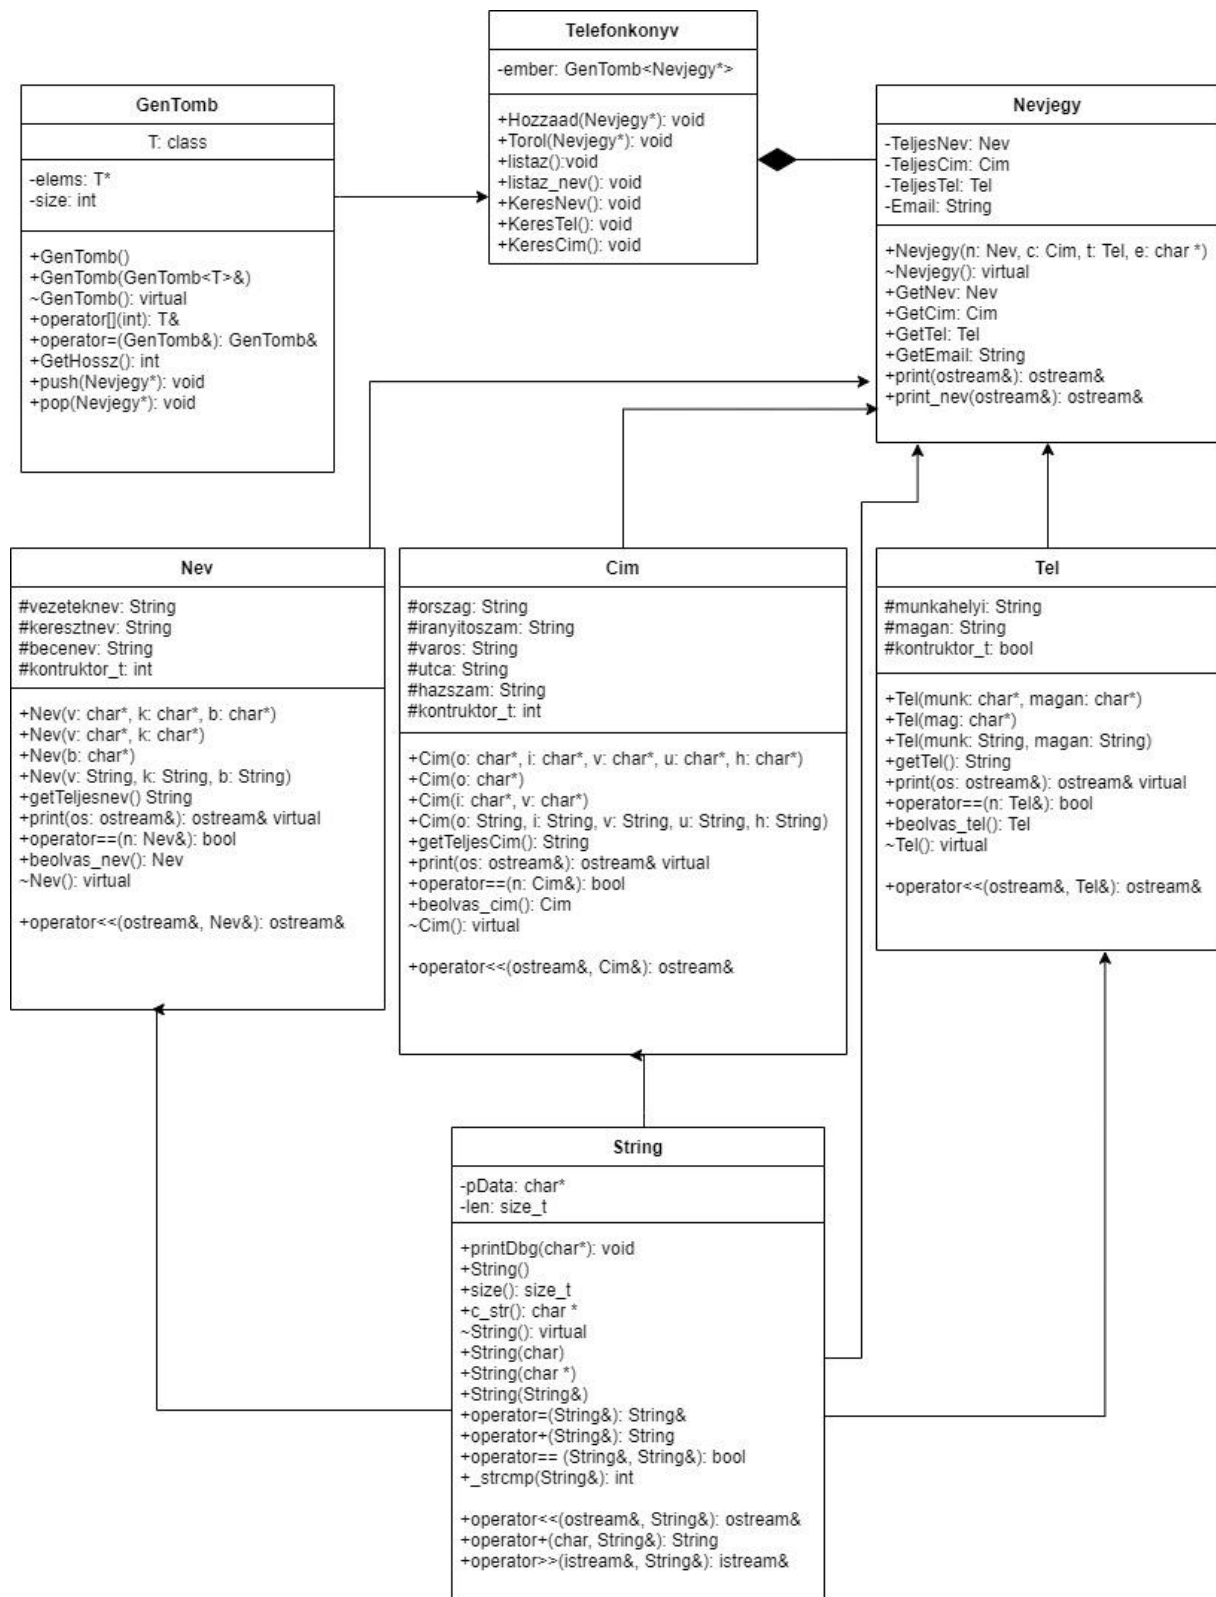 Telefonkonyv
-ember: GenTomb<Nevjegy*>
+Hozzaad(Nevjegy*): void
+Torol(Nevjegy*): void
+listaz():void
+listaz_nev(): void
+KeresNev(): void
+KeresTel(): void
+KeresCim(): void
GenTomb
T: class
-elems: T*
-size: int
+GenTomb()
+GenTomb(GenTomb<T>&)
~GenTomb(): virtual
+operator[](int): T&
+operator=(GenTomb&): GenTomb&
+GetHossz(): int
+push(Nevjegy*): void
+pop(Nevjegy*): void
Nevjegy
-TeljesNev: Nev
-TeljesCim: Cim
-TeljesTel: Tel
-Email: String
+Nevjegy(n: Nev, c: Cim, t: Tel, e: char *)
~Nevjegy(): virtual
+GetNev: Nev
+GetCim: Cim
+GetTel: Tel
+GetEmail: String
+print(ostream&): ostream&
+print_nev(ostream&): ostream&
Nev
#vezeteknev: String
#keresztnev: String
#becenev: String
#kontruktor_t: int
+Nev(v: char*, k: char*, b: char*)
+Nev(v: char*, k: char*)
+Nev(b: char*)
+Nev(v: String, k: String, b: String)
+getTeljesnev() String
+print(os: ostream&): ostream& virtual
+operator==(n: Nev&): bool
+beolvas_nev(): Nev
~Nev(): virtual
+operator<<(ostream&, Nev&): ostream&
Cim
#orszag: String
#iranyitoszam: String
#varos: String
#utca: String
#hazszam: String
#kontruktor_t: int
+Cim(o: char*, i: char*, v: char*, u: char*, h: char*)
+Cim(o: char*)
+Cim(i: char*, v: char*)
+Cim(o: String, i: String, v: String, u: String, h: String)
+getTeljesCim(): String
+print(os: ostream&): ostream& virtual
+operator==(n: Cim&): bool
+beolvas_cim(): Cim
~Cim(): virtual
+operator<<(ostream&, Cim&): ostream&
Tel
#munkahelyi: String
#magan: String
#kontruktor_t: bool
+Tel(munk: char*, magan: char*)
+Tel(mag: char*)
+Tel(munk: String, magan: String)
+getTel(): String
+print(os: ostream&): ostream& virtual
+operator==(n: Tel&): bool
+beolvas_tel(): Tel
~Tel(): virtual
+operator<<(ostream&, Tel&): ostream&
String
-pData: char*
-len: size_t
+printDbg(char*): void
+String()
+size(): size_t
+c_str(): char *
~String(): virtual
+String(char)
+String(char *)
+String(String&)
+operator=(String&): String&
+operator+(String&): String
+operator== (String&, String&): bool
+_strcmp(String&): int
+operator<<(ostream&, String&): ostream&
+operator+(char, String&): String
+operator>>(istream&, String&): istream&